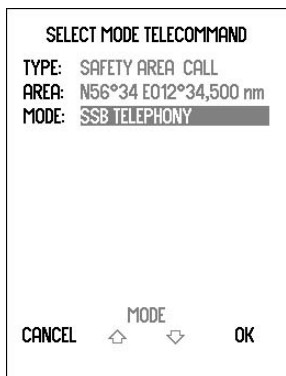 SELECT MODE TELECOMMAND
TYPE: SAFETY AREA CALL
AREA: N56°34 E012°34,500 nm
MODE: SSB TELEPHONY
MODE
CANCEL OK